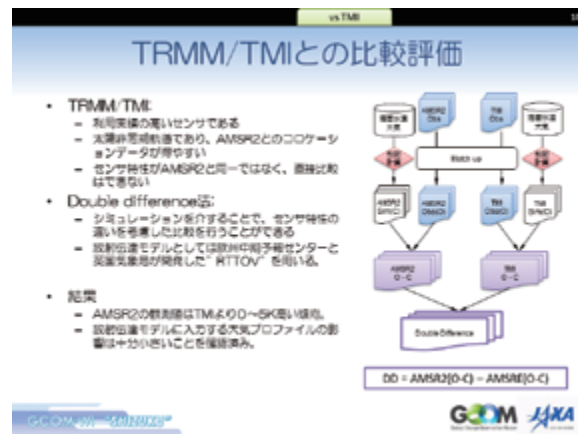 vs TMI
TRMM/TMIとの比較評価
• TRMM/TMI:
– 利用実績の高いセンサである
– 太陽非同期軌道であり、AMSR2とのコロケーシ
ョンデータが得やすい
– センサ特性がAMSR2と同一ではなく、直接比較
はできない
• Double difference法:
– シミュレーションを介することで、センサ特性の
違いを考慮した比較を行うことができる
– 放射伝達モデルとしては欧州中期予報センターと
英国気象局が開発した"RTTOV"を用いる。
• 結果
– AMSR2の観測値はTMIより0~5K高い傾向。
– 放射伝達モデルに入力する大気プロファイルの影
響は十分小さいことを確認済み。
AMSR2
Obs
TMI
Obs
Match up
AMSR2
O - C
TMI
O - C
Double Difference
DD = AMSR2(O-C) – AMSRE(O-C)
GCOM-W1 "SHIZUKU"
GCOM
JAXA